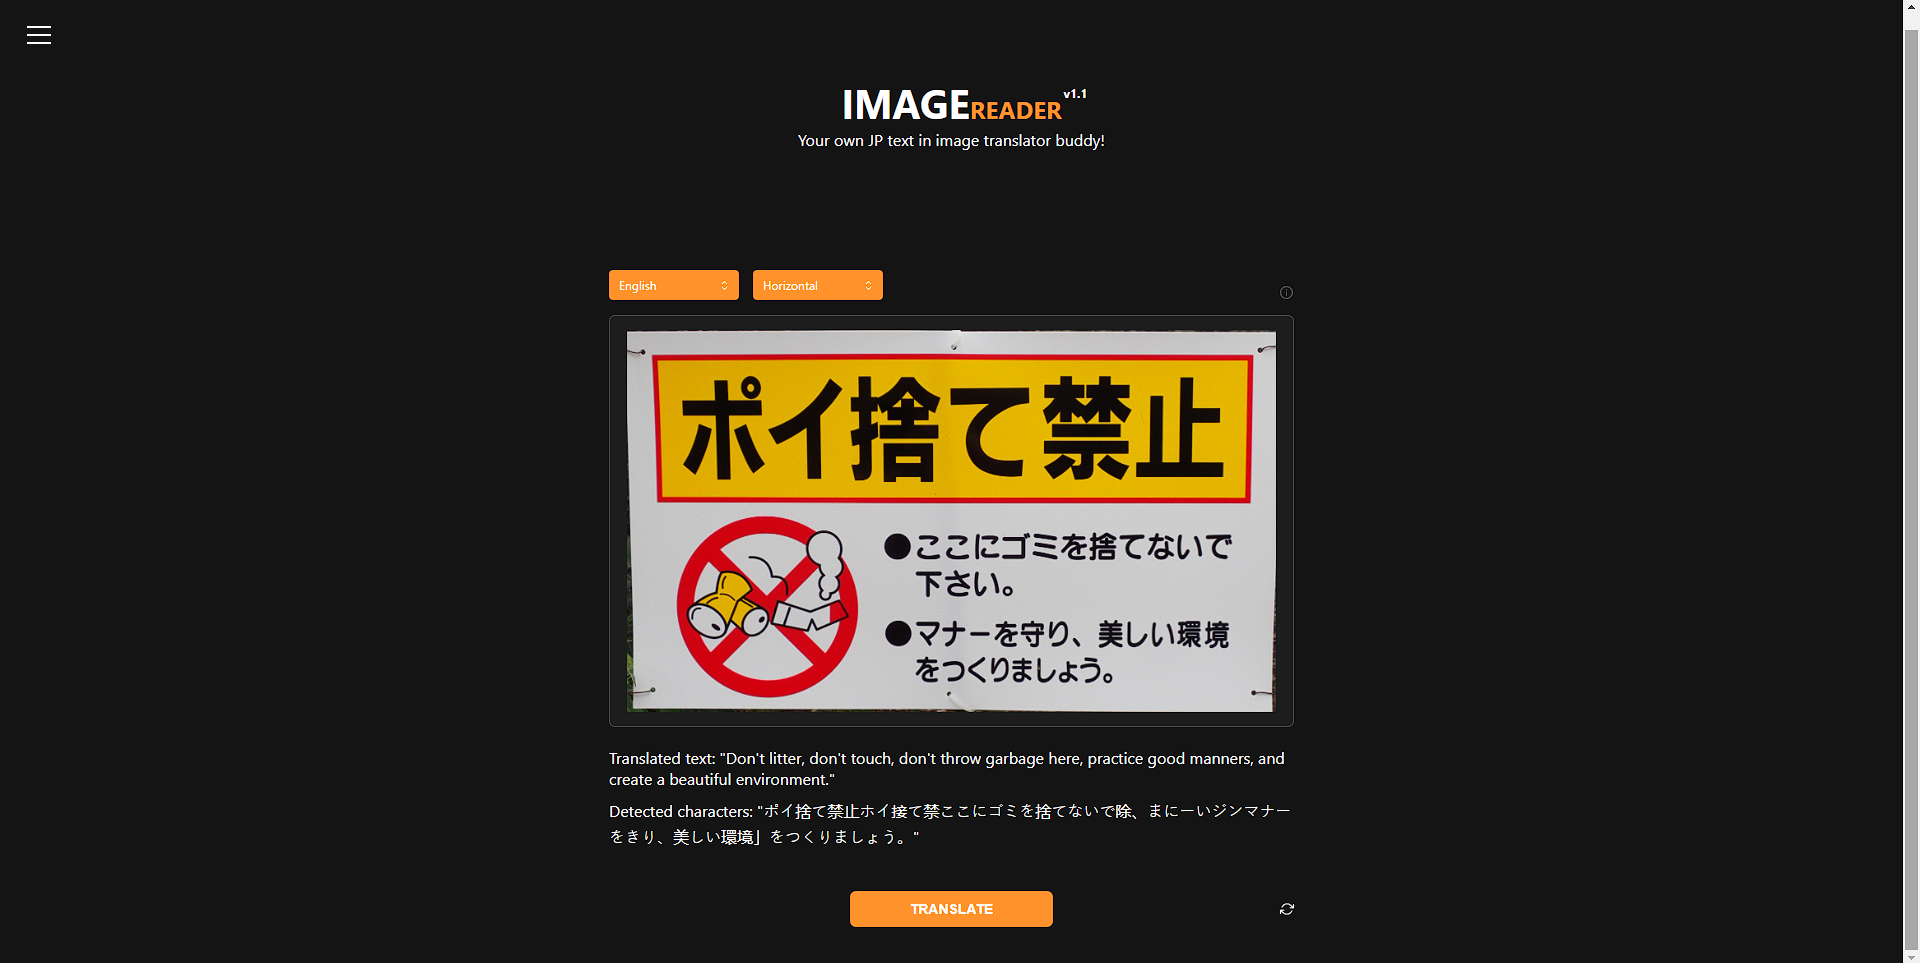 IMAGEREADER v1.1
Your own JP text in image translator buddy!
English
Horizontal
ポイ捨て禁止
●ここにゴミを捨てないで
下さい。
●マナーを守り、美しい環境
をつくりましょう。
Translated text: "Don't litter, don't touch, don't throw garbage here, practice good manners, and
create a beautiful environment."
Detected characters: "ポイ捨て禁止ホイ接て禁ここにゴミを捨てないで除、まにーいジンマナー
をきり、美しい環境」をつくりましょう。"
TRANSLATE